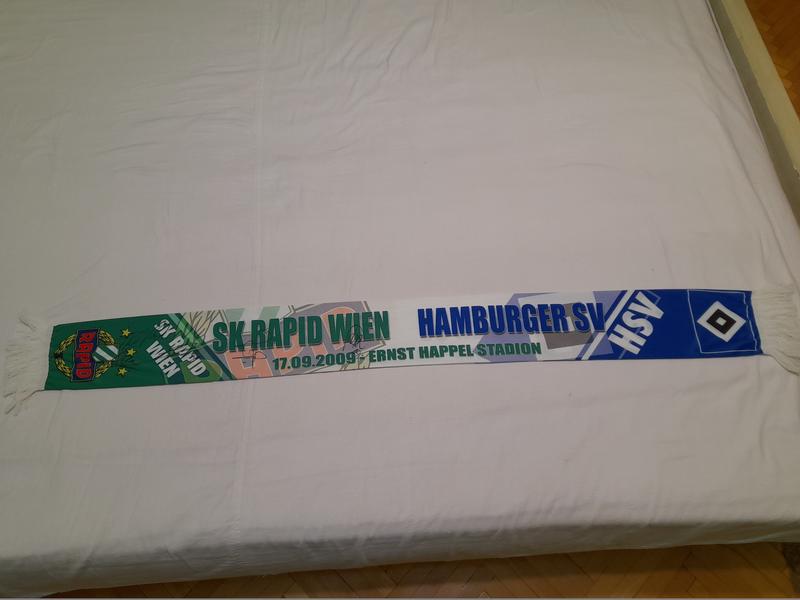 RAPID
SK RAPID
WIEN
SK RAPID WIEN
HAMBURGER SV
17.09.2009 - ERNST HAPPEL STADION
HSV